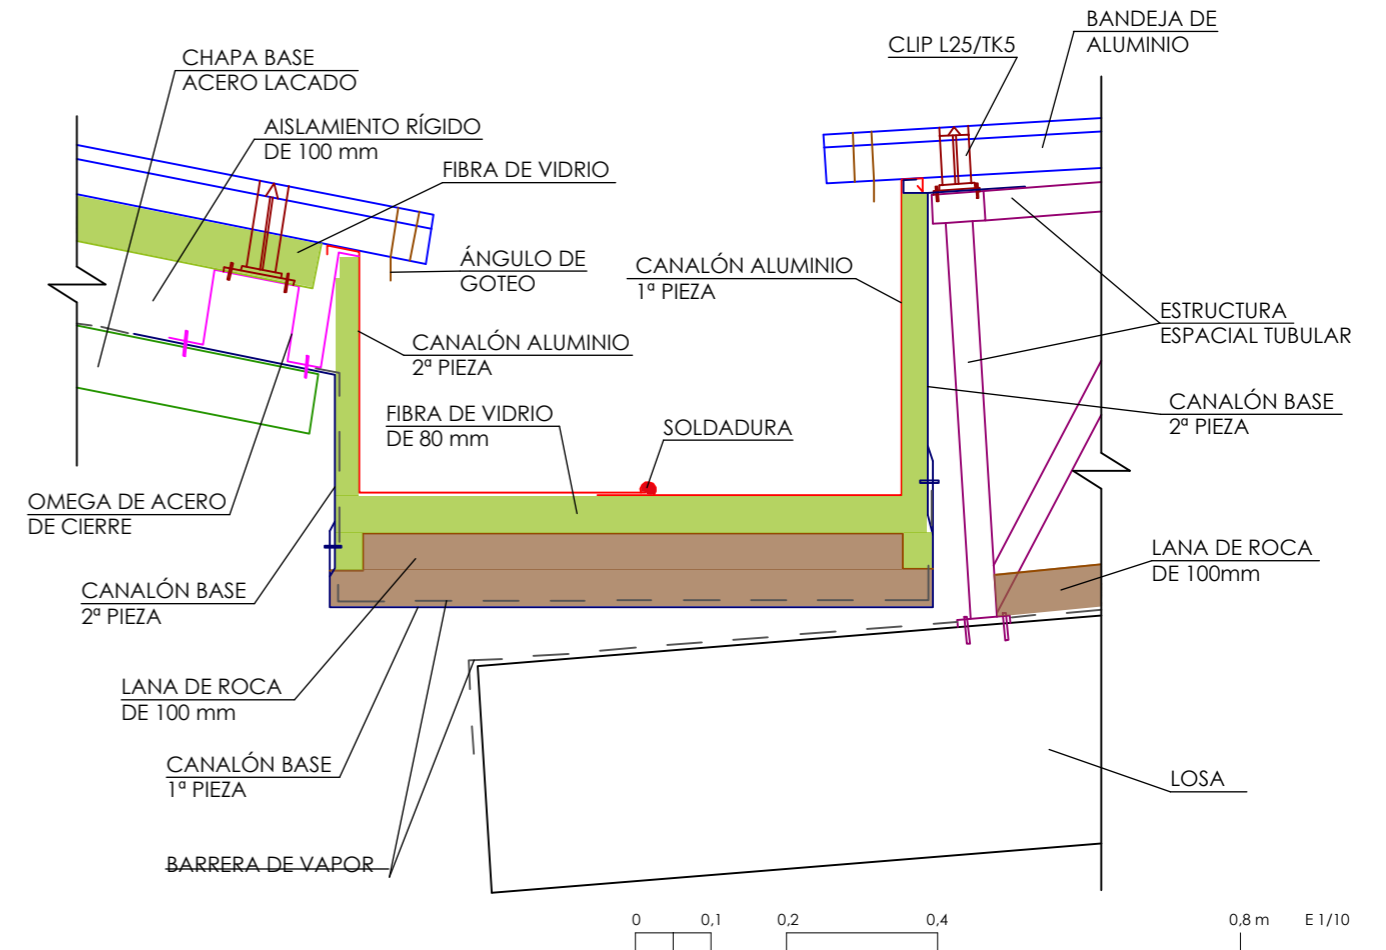 BANDEJA DE
ALUMINIO
CLIP L25/TK5
CHAPA BASE
ACERO LACADO
AISLAMIENTO RÍGIDO
DE 100 mm
FIBRA DE VIDRIO
ÁNGULO DE
GOTEO
CANALÓN ALUMINIO
1ª PIEZA
ESTRUCTURA
ESPACIAL TUBULAR
CANALÓN ALUMINIO
2ª PIEZA
CANALÓN BASE
2ª PIEZA
FIBRA DE VIDRIO
DE 80 mm
SOLDADURA
OMEGA DE ACERO
DE CIERRE
LANA DE ROCA
DE 100mm
CANALÓN BASE
2ª PIEZA
LANA DE ROCA
DE 100 mm
CANALÓN BASE
1ª PIEZA
LOSA
BARRERA DE VAPOR
0 0,1 0,2 0,4 0,8 m E 1/10